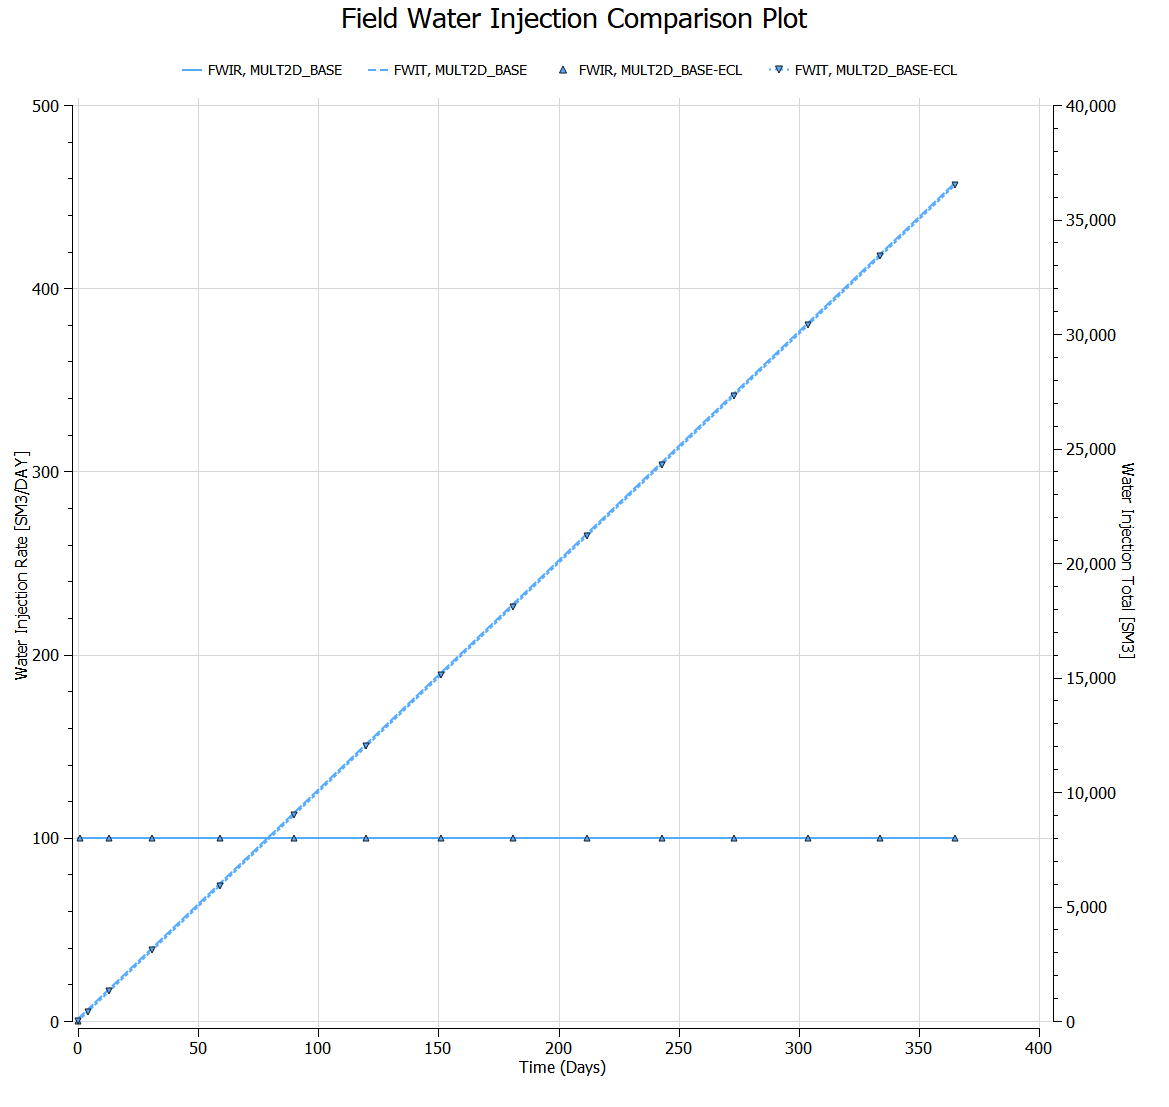 Field Water Injection Comparison Plot
FWIR, MULT2D_BASE FWIT, MULT2D_BASE FWIR, MULT2D_BASE-ECL FWIT, MULT2D_BASE-ECL
500
400
300
200
100
0
Water Injection Rate [SM3/DAY]
40,000
35,000
30,000
25,000
20,000
15,000
10,000
5,000
0
Water Injection Total [SM3]
0 50 100 150 200 250 300 350 400
Time (Days)